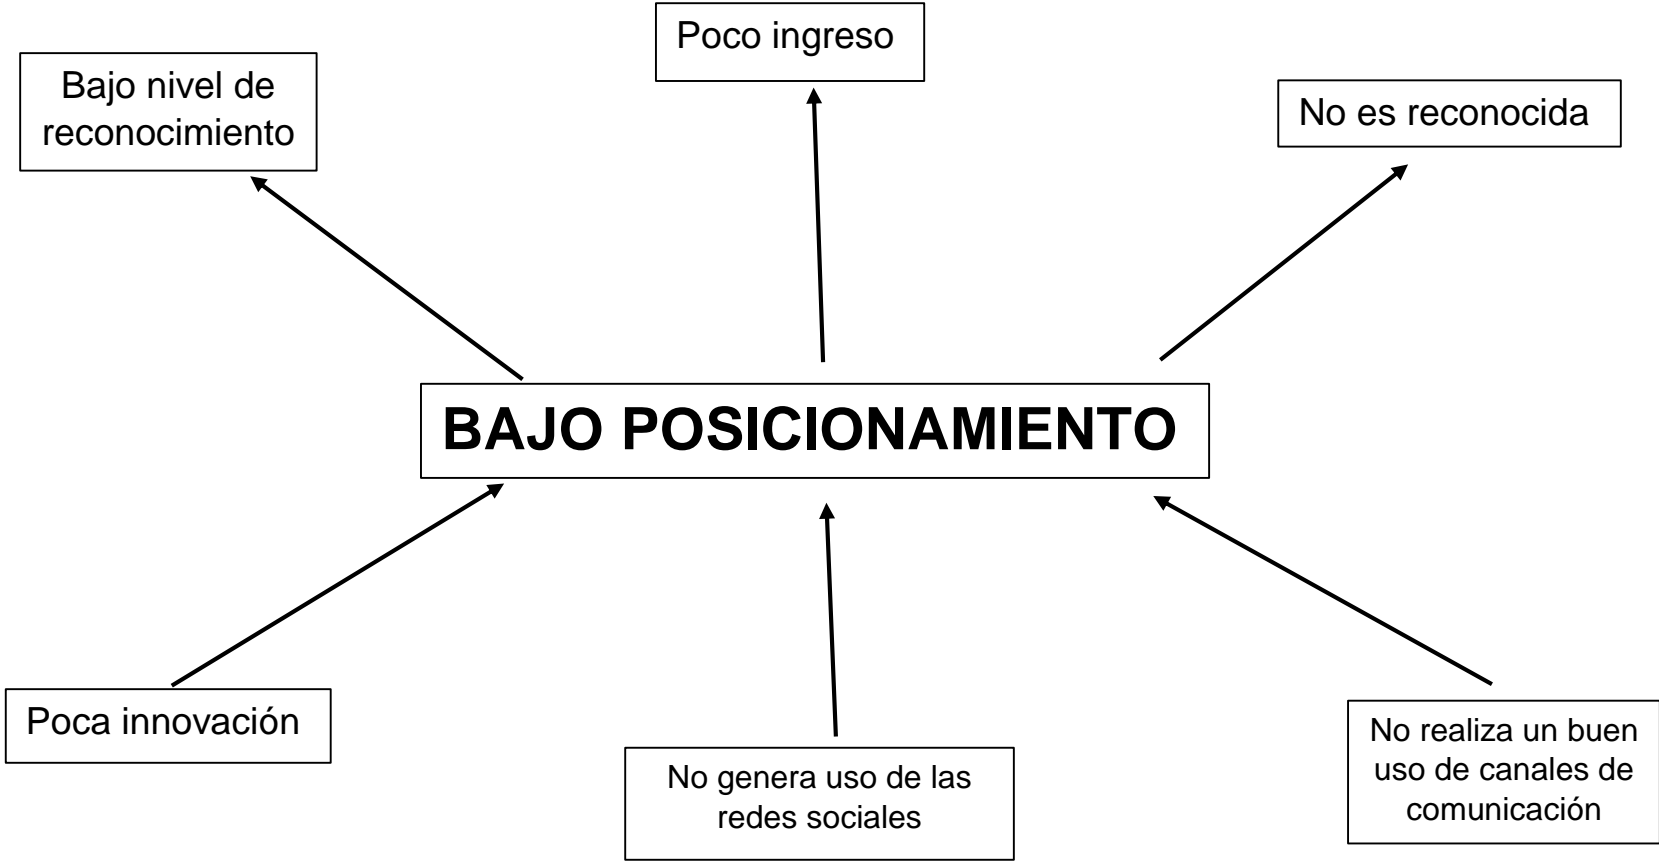 Poco ingreso
Bajo nivel de
reconocimiento
No es reconocida
BAJO POSICIONAMIENTO
Poca innovación
No genera uso de las
redes sociales
No realiza un buen
uso de canales de
comunicación